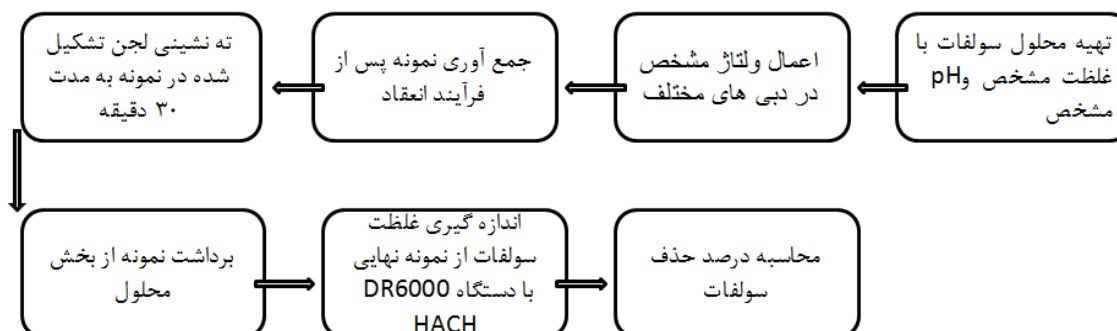 تهیه محلول سولفات با
غلظت مشخص وpH
مشخص
اعمال ولتاژ مشخص
در دبی های مختلف
جمع آوری نمونه پس از
فرآیند انعقاد
ته نشینی لجن تشکیل
شده در نمونه به مدت
۳۰ دقیقه
برداشت نمونه از بخش
محلول
اندازه گیری غلظت
سولفات از نمونه نهایی
با دستگاه DR6000
HACH
محاسبه درصد حذف
سولفات